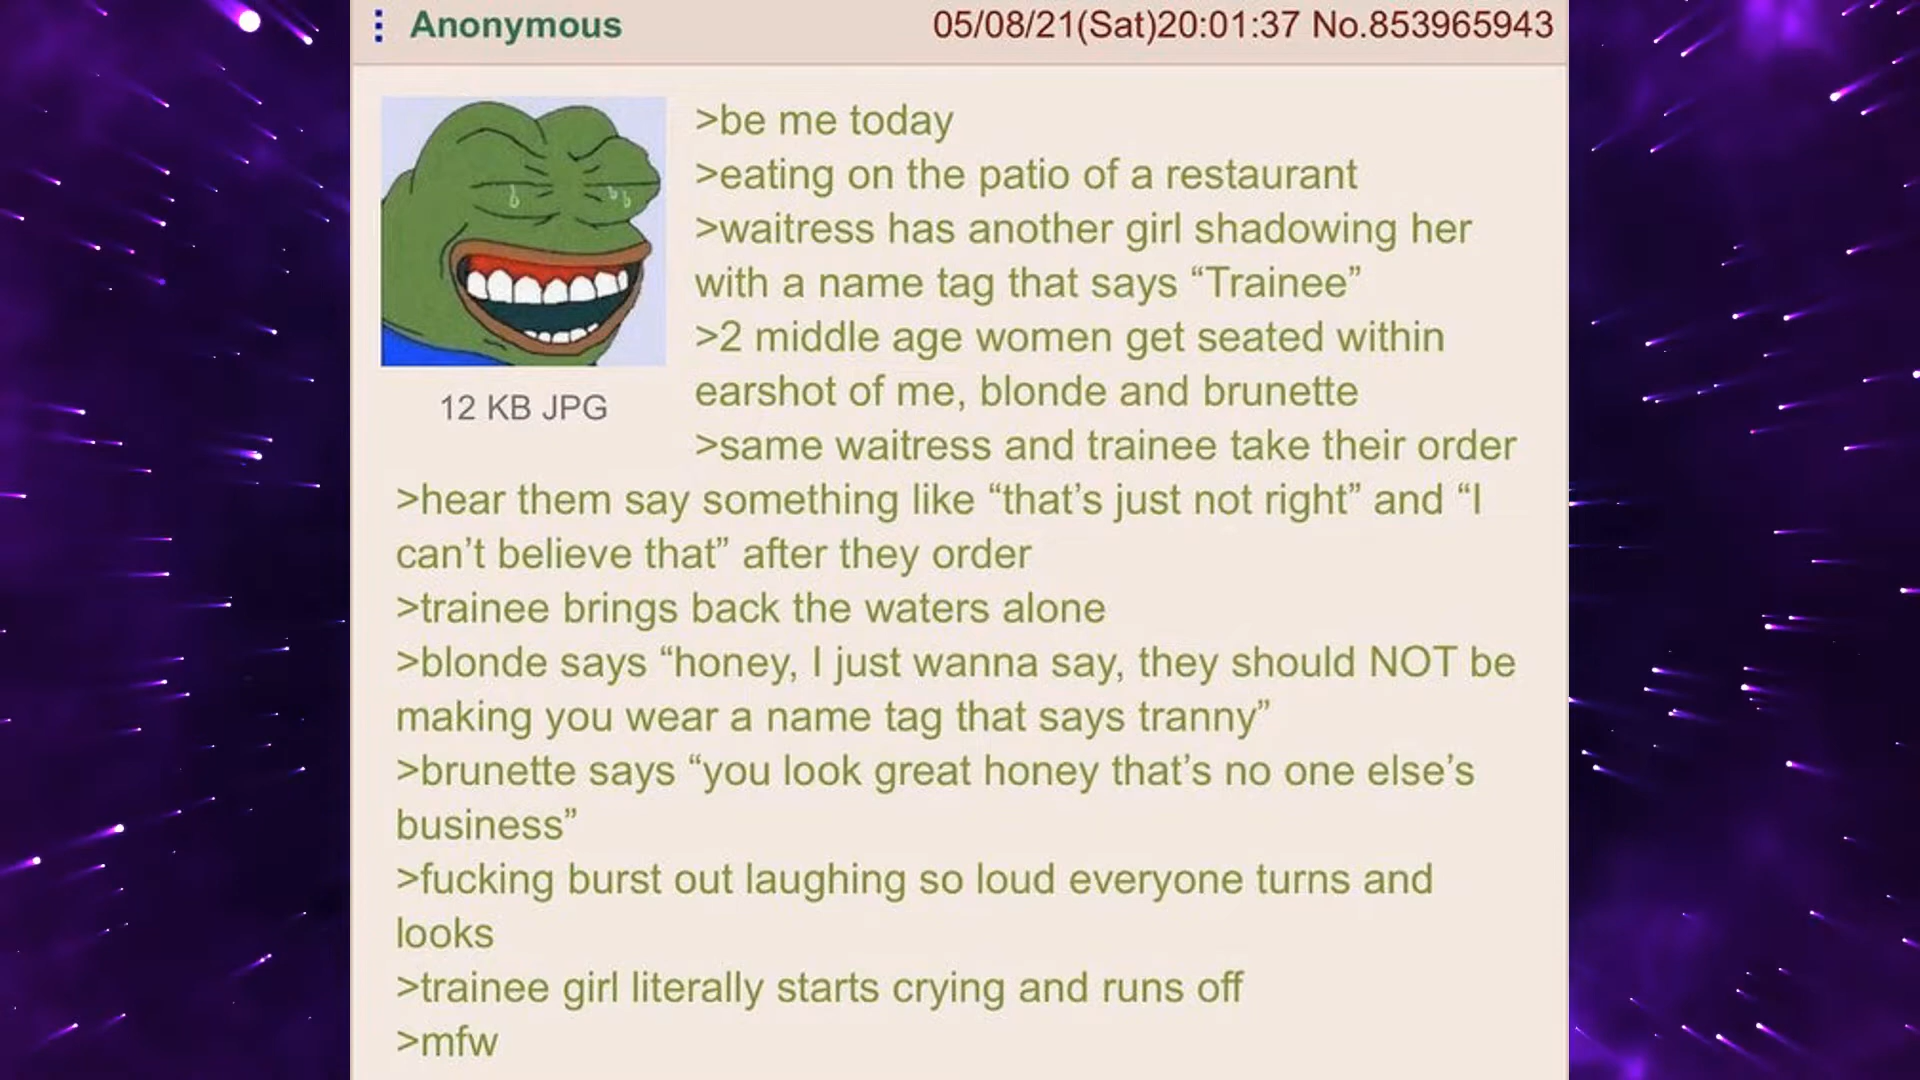 Anonymous 05/08/21(Sat)20:01:37 No.853965943
>be me today
>eating on the patio of a restaurant
>waitress has another girl shadowing her
with a name tag that says “Trainee”
>2 middle age women get seated within
earshot of me, blonde and brunette
12 KB JPG
>same waitress and trainee take their order
>hear them say something like “that’s just not right” and “I
can’t believe that” after they order
>trainee brings back the waters alone
>blonde says “honey, I just wanna say, they should NOT be
making you wear a name tag that says tranny”
>brunette says “you look great honey that’s no one else’s
business”
>fucking burst out laughing so loud everyone turns and
looks
>trainee girl literally starts crying and runs off
>mfw